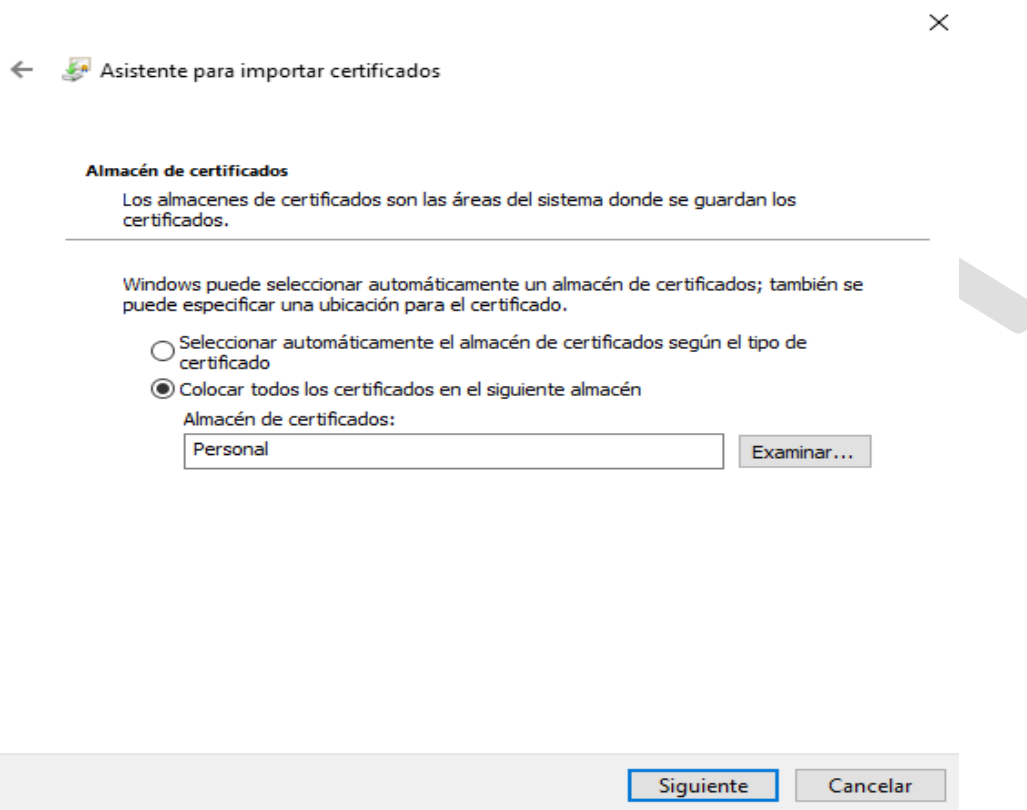 Asistente para importar certificados
Almacén de certificados
Los almacenes de certificados son las áreas del sistema donde se guardan los
certificados.
Windows puede seleccionar automáticamente un almacén de certificados; también se
puede especificar una ubicación para el certificado.
Seleccionar automáticamente el almacén de certificados según el tipo de
certificado
Colocar todos los certificados en el siguiente almacén
Almacén de certificados:
Personal
Examinar...
Siguiente
Cancelar